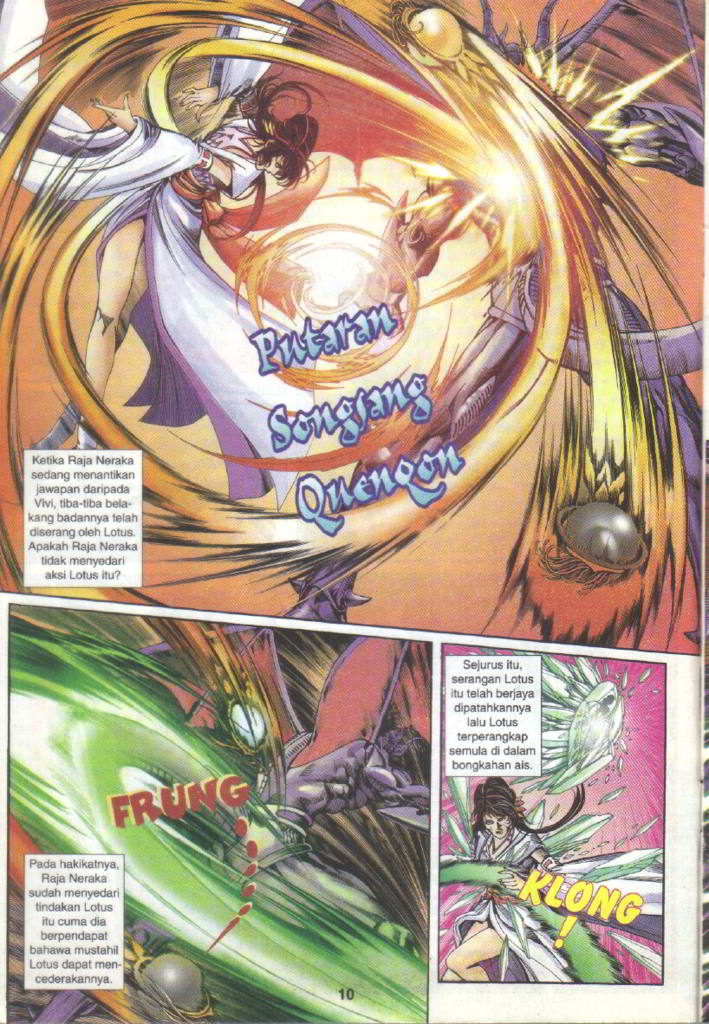 Putaran
Songsang
Quengon
Ketika Raja Neraka
sedang menantikan
jawapan daripada
Vivi, tiba-tiba bela-
kang badannya telah
diserang oleh Lotus.
Apakah Raja Neraka
tidak menyedari
aksi Lotus itu?
FRUNG
Pada hakikatnya,
Raja Neraka
sudah menyedari
tindakan Lotus
itu cuma dia
berpendapat
bahawa mustahil
Lotus dapat men-
cederakannya.
Sejurus itu,
serangan Lotus
itu telah berjaya
dipatahkannya
lalu Lotus
terperangkap
semula di dalam
bongkahan ais.
KLONG
!
10